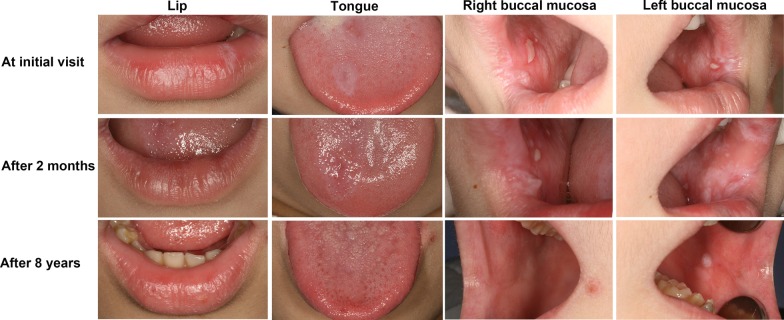 Lip
Tongue
Right buccal mucosa
Left buccal mucosa
At initial visit
After 2 months
After 8 years